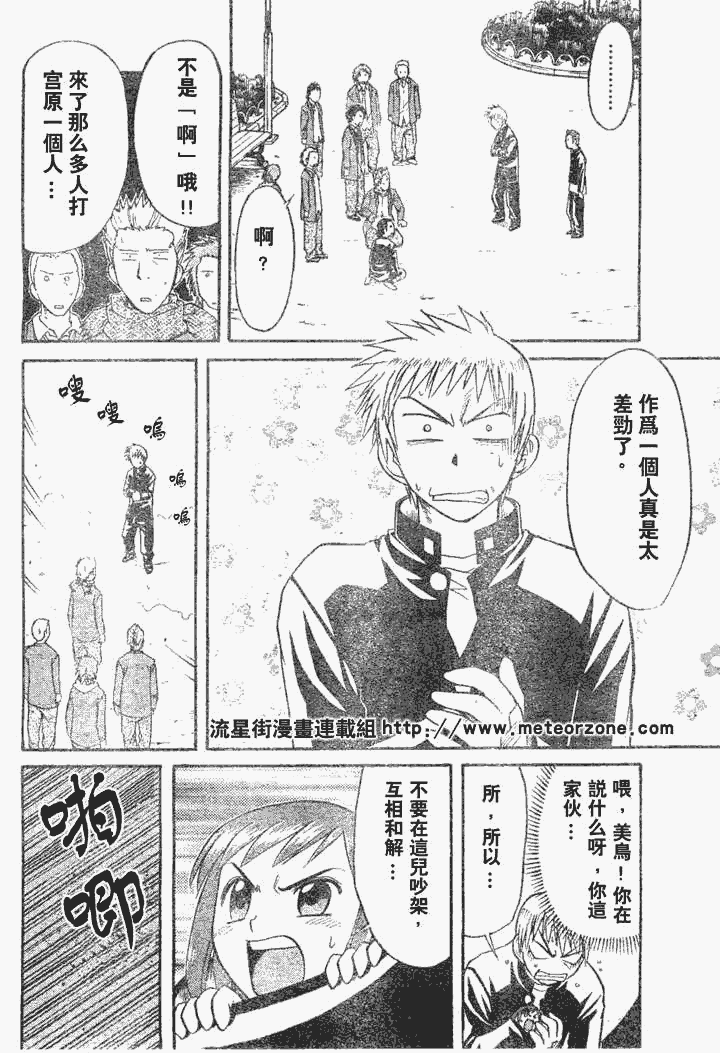 ………
啊?
不是「啊」哦!!
來了那么多人打
宫原一個人…
作爲一個人真是太
差勁了。
嗖
嗖
嗚
嗚
嗚
流星街漫畫連載組 http://www.meteorzone.com
喂,美鳥!你在
説什么呀,你這
家伙…
所,所以…
不要在這兒吵架,
互相和解…
啪
唧